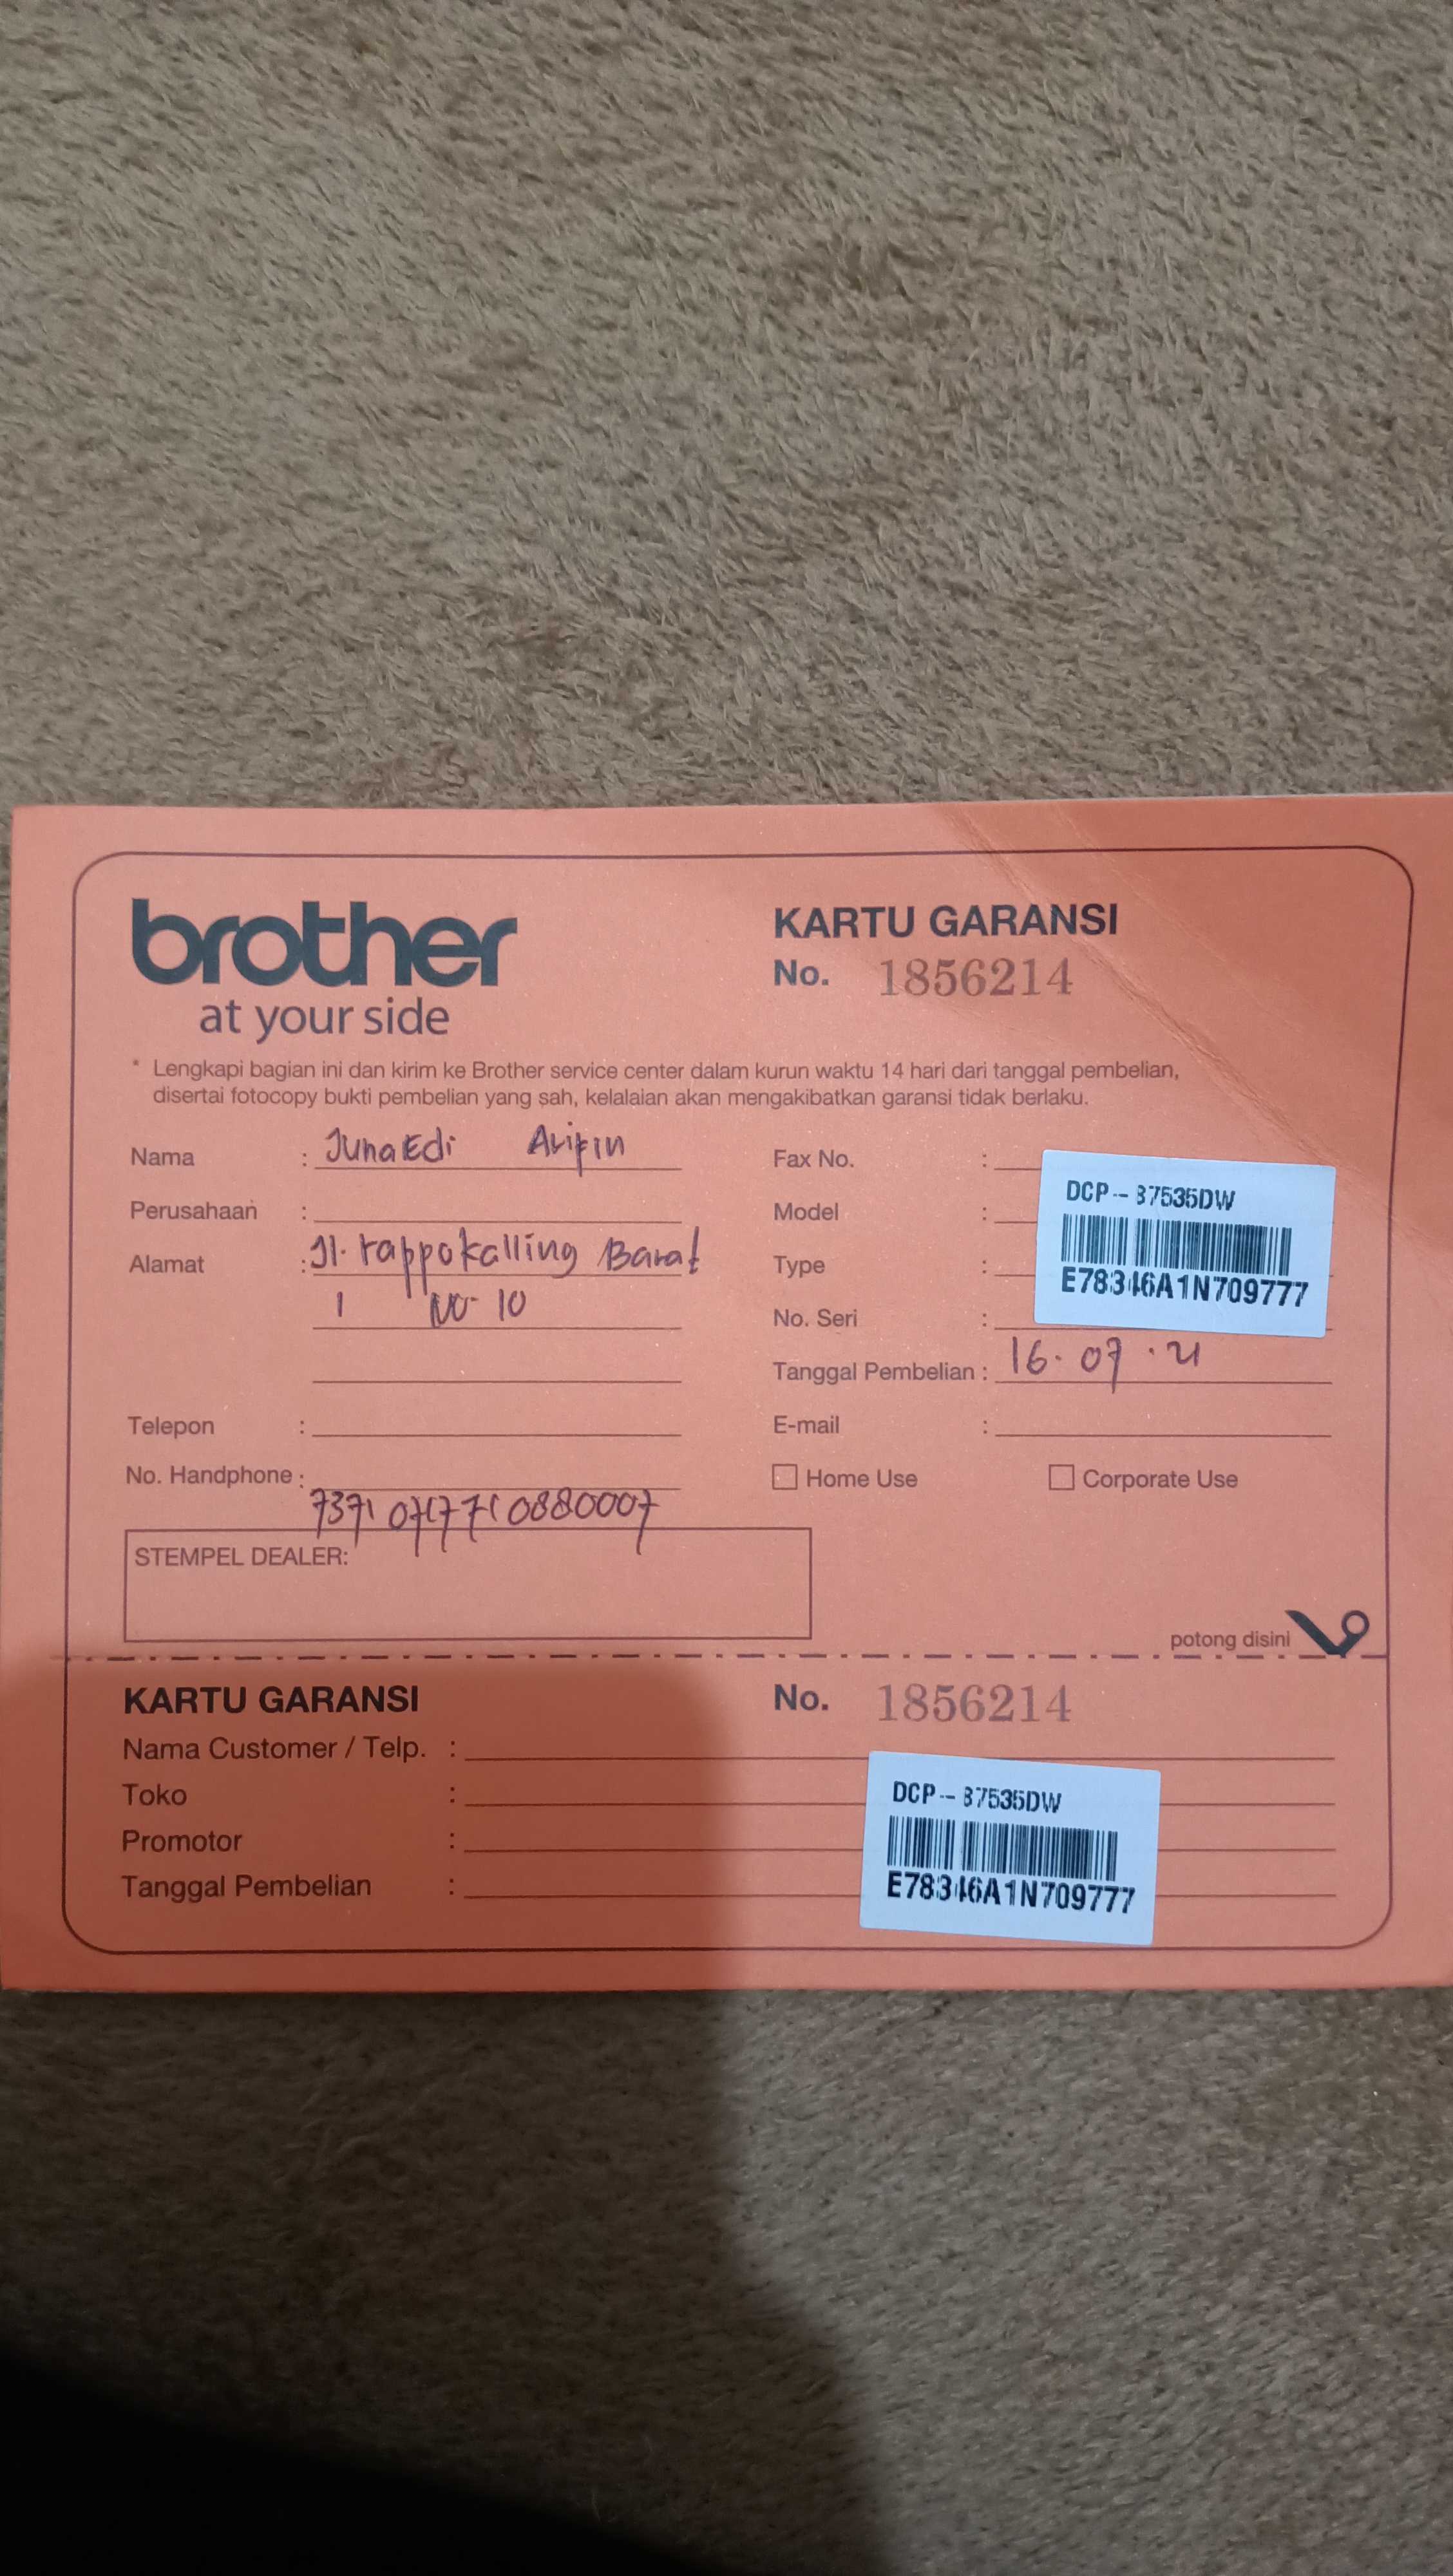 brother
at your side
KARTU GARANSI
No. 1856214
* Lengkapi bagian ini dan kirim ke Brother service center dalam kurun waktu 14 hari dari tanggal pembelian,
disertai fotocopy bukti pembelian yang sah, kelalaian akan mengakibatkan garansi tidak berlaku.
Nama : JunaEdi Arifin
Perusahaan :
Alamat : Jl. rappokalling Barat
1 No. 10
Telepon :
No. Handphone :
STEMPEL DEALER:
Fax No. :
Model :
Type :
No. Seri :
DCP-B7535DW
E78346A1N709777
Tanggal Pembelian : 16. 07 . 21
E-mail :
Home Use Corporate Use
potong disini
KARTU GARANSI No. 1856214
Nama Customer / Telp. :
Toko :
Promotor :
Tanggal Pembelian :
DCP-B7535DW
E78346A1N709777